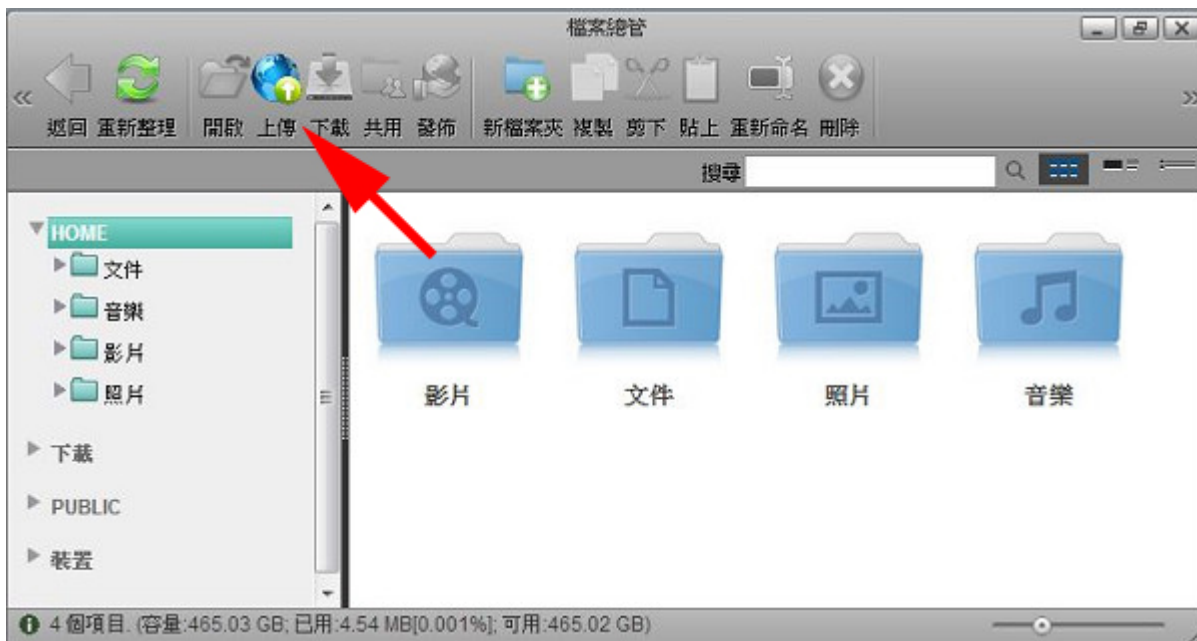 檔案總管
返回 重新整理 開啟 上傳 下載 共用 發佈 新檔案夾 複製 剪下 貼上 重新命名 刪除
搜尋
HOME
文件
音樂
影片
照片
下載
PUBLIC
裝置
影片 文件 照片 音樂
4 個項目. (容量:465.03 GB; 已用:4.54 MB[0.001%]; 可用:465.02 GB)